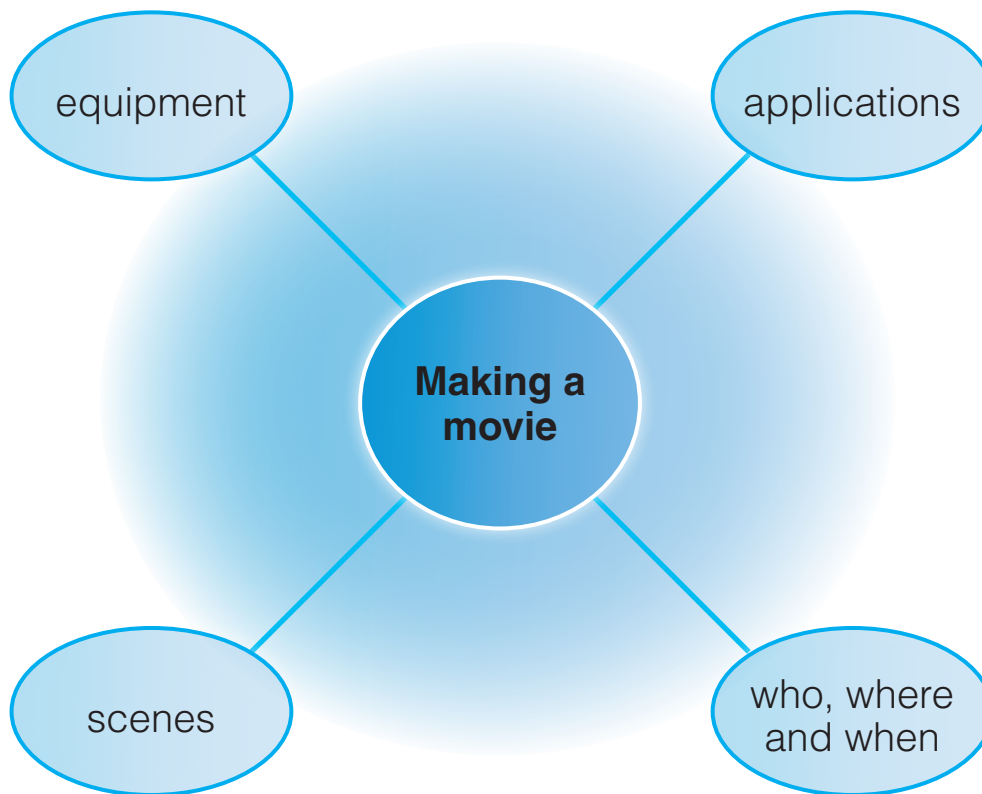 equipment
applications
Making a
movie
scenes
who, where
and when